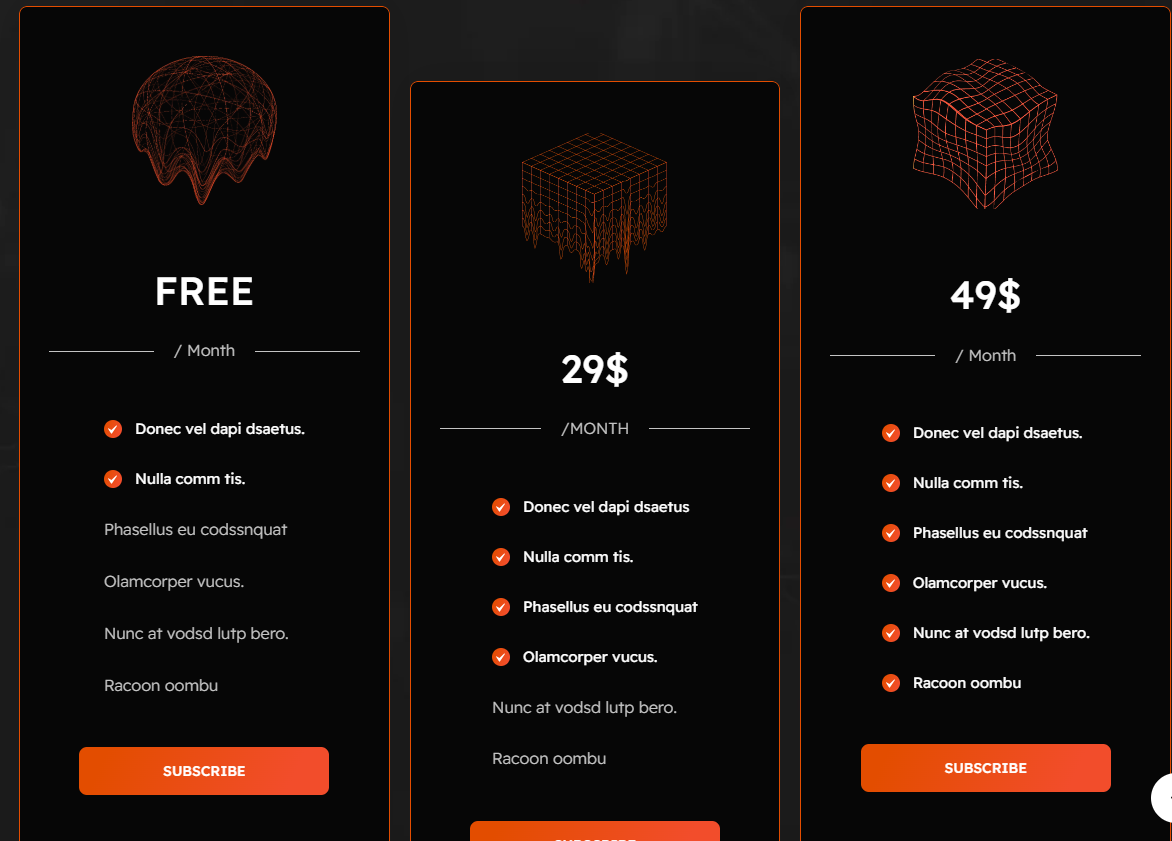 FREE
/ Month
Donec vel dapi dsaetus.
Nulla comm tis.
Phasellus eu codssnquat
Olamcorper vucus.
Nunc at vodsd lutp bero.
Racoon oombu
SUBSCRIBE
29$
/MONTH
Donec vel dapi dsaetus
Nulla comm tis.
Phasellus eu codssnquat
Olamcorper vucus.
Nunc at vodsd lutp bero.
Racoon oombu
49$
/ Month
Donec vel dapi dsaetus.
Nulla comm tis.
Phasellus eu codssnquat
Olamcorper vucus.
Nunc at vodsd lutp bero.
Racoon oombu
SUBSCRIBE